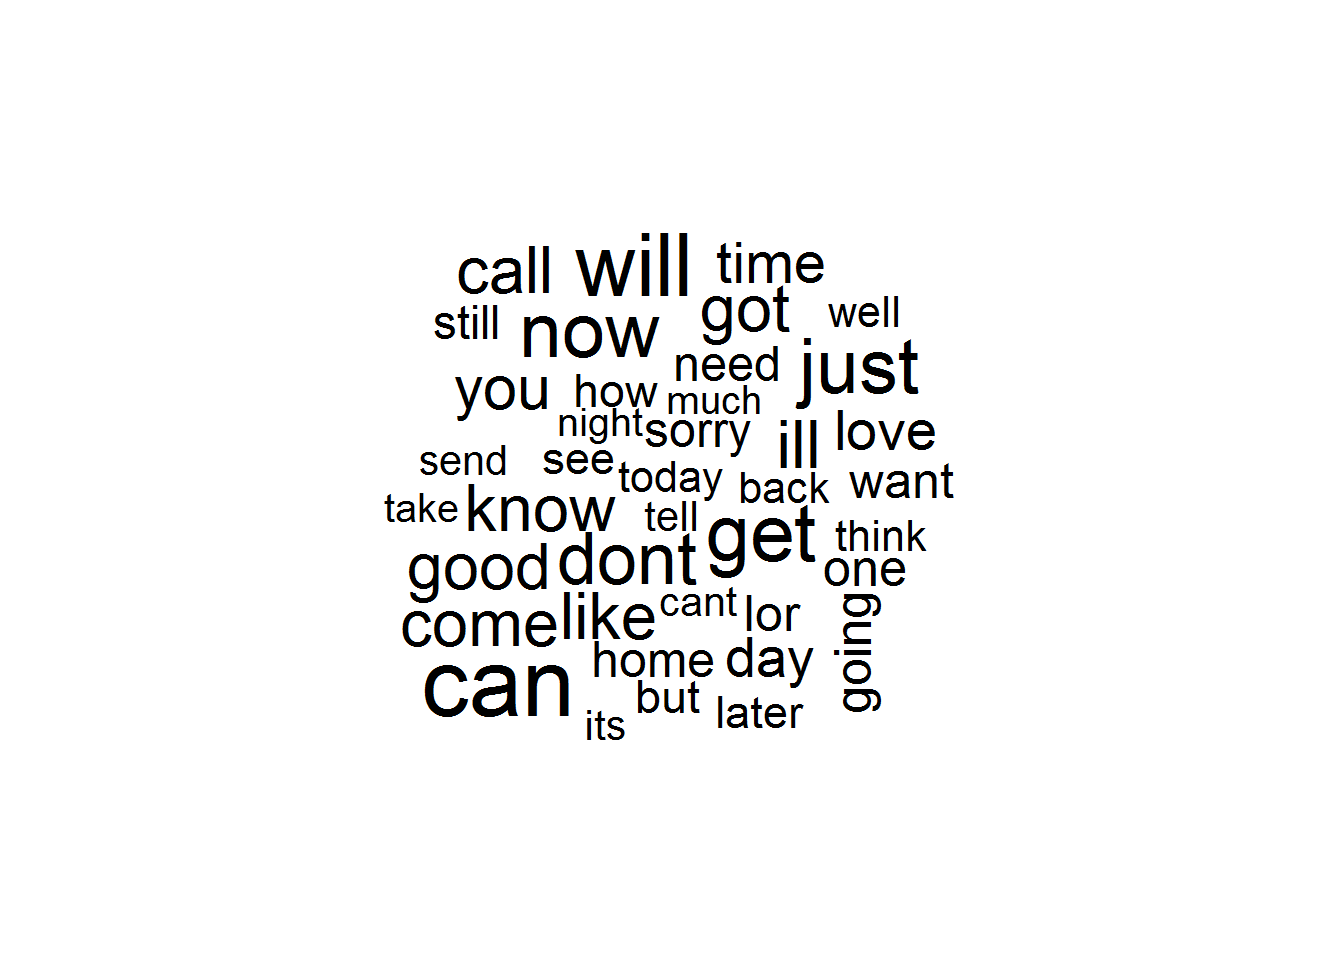 call will time
still now got well
you how need just
night much
sorry ill love
send see today back want
take know tell get think
good dont one
come like cant lor going
can home day
its but later